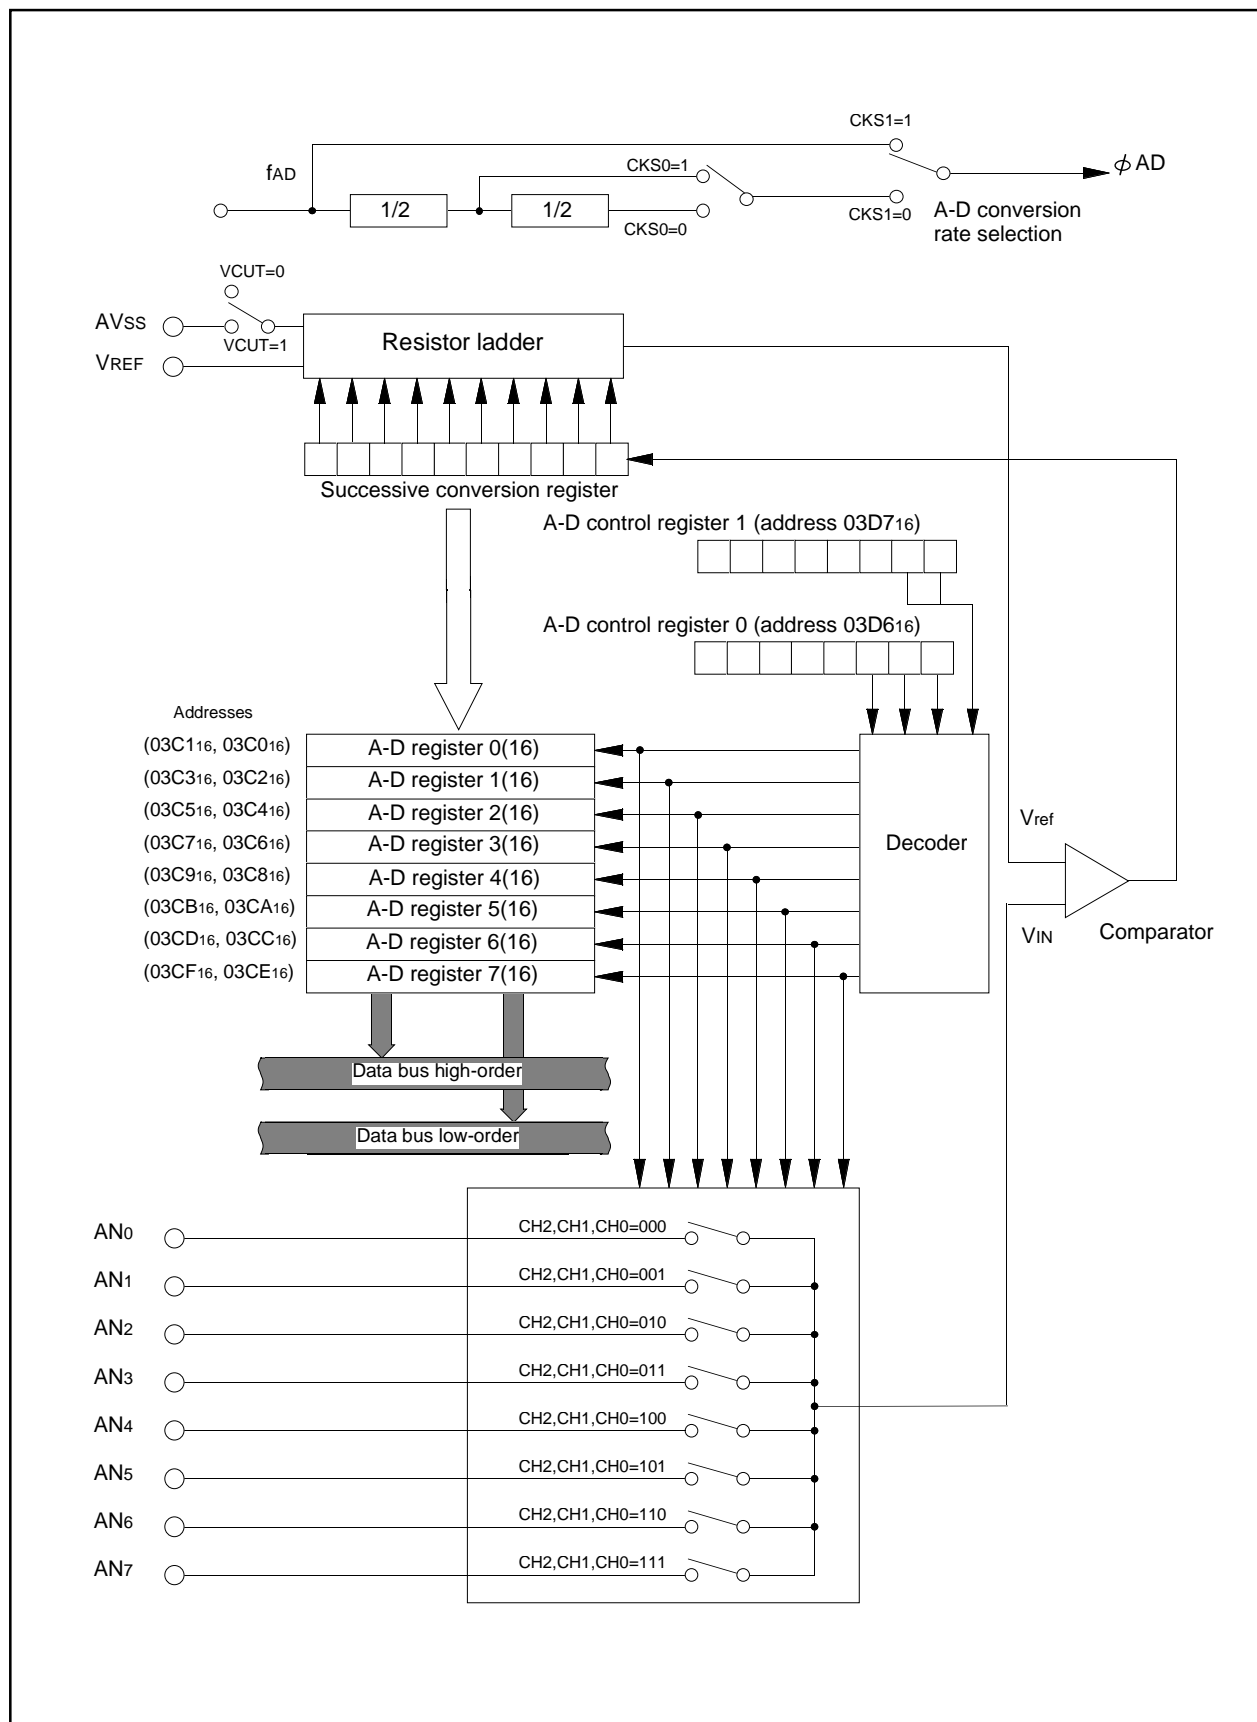 CKS1=1
fAD
CKS0=1
ϕ AD
1/2
1/2
CKS0=0
CKS1=0
A-D conversion
rate selection
VCUT=0
AVSS
VCUT=1
Resistor ladder
VREF
Successive conversion register
A-D control register 1 (address 03D716)
A-D control register 0 (address 03D616)
Addresses
(03C116, 03C016)
A-D register 0(16)
(03C316, 03C216)
A-D register 1(16)
(03C516, 03C416)
A-D register 2(16)
(03C716, 03C616)
A-D register 3(16)
(03C916, 03C816)
A-D register 4(16)
(03CB16, 03CA16)
A-D register 5(16)
(03CD16, 03CC16)
A-D register 6(16)
(03CF16, 03CE16)
A-D register 7(16)
Decoder
Vref
VIN
Comparator
Data bus high-order
Data bus low-order
AN0
CH2,CH1,CH0=000
AN1
CH2,CH1,CH0=001
AN2
CH2,CH1,CH0=010
AN3
CH2,CH1,CH0=011
AN4
CH2,CH1,CH0=100
AN5
CH2,CH1,CH0=101
AN6
CH2,CH1,CH0=110
AN7
CH2,CH1,CH0=111